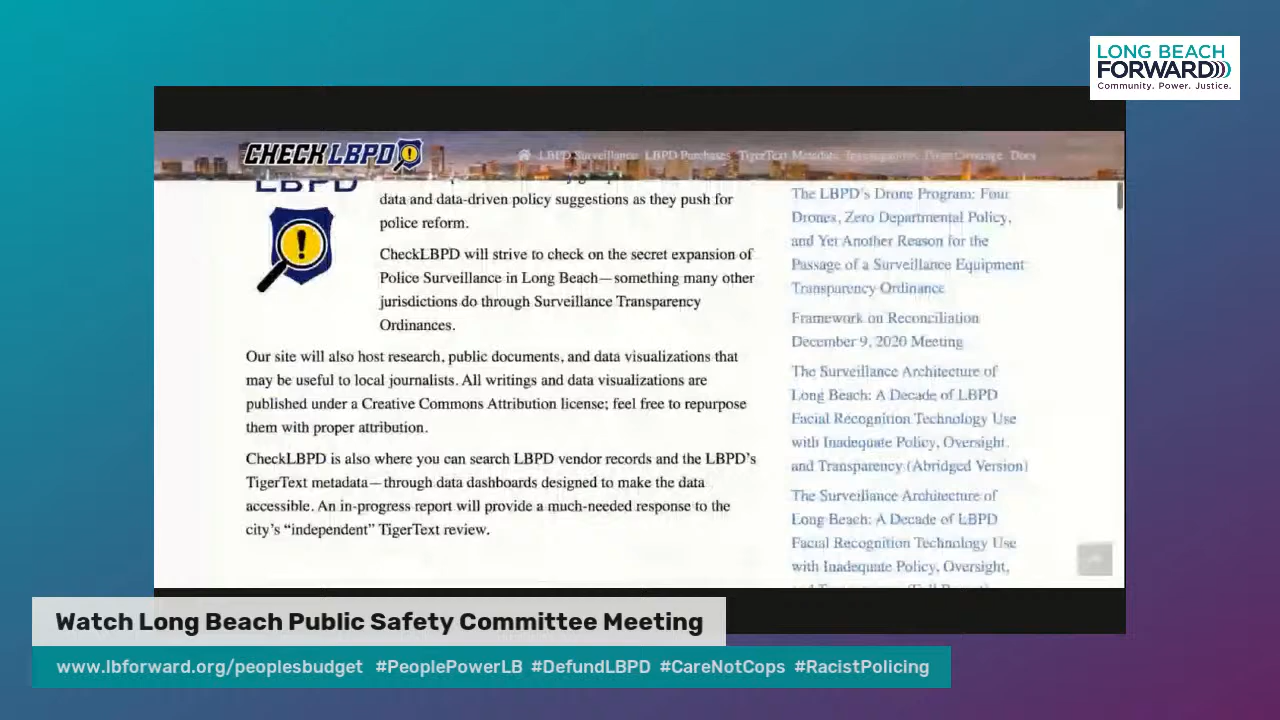 LONG BEACH
FORWARD
Community. Power. Justice.
CHECKLBPD
LBPD Surveillance LBPD Purchases TigerText Metadata Docs
LBPD
data and data-driven policy suggestions as they push for
police reform.
CheckLBPD will strive to check on the secret expansion of
Police Surveillance in Long Beach—something many other
jurisdictions do through Surveillance Transparency
Ordinances.
Our site will also host research, public documents, and data visualizations that
may be useful to local journalists. All writings and data visualizations are
published under a Creative Commons Attribution license; feel free to repurpose
them with proper attribution.
CheckLBPD is also where you can search LBPD vendor records and the LBPD’s
TigerText metadata—through data dashboards designed to make the data
accessible. An in-progress report will provide a much-needed response to the
city’s “independent” TigerText review.
The LBPD’s Drone Program: Four
Drones, Zero Departmental Policy,
and Yet Another Reason for the
Passage of a Surveillance Equipment
Transparency Ordinance
Framework on Reconciliation
December 9, 2020 Meeting
The Surveillance Architecture of
Long Beach: A Decade of LBPD
Facial Recognition Technology Use
with Inadequate Policy, Oversight,
and Transparency (Abridged Version)
The Surveillance Architecture of
Long Beach: A Decade of LBPD
Facial Recognition Technology Use
with Inadequate Policy, Oversight,
Watch Long Beach Public Safety Committee Meeting
www.lbforward.org/peoplesbudget #PeoplePowerLB #DefundLBPD #CareNotCops #RacistPolicing